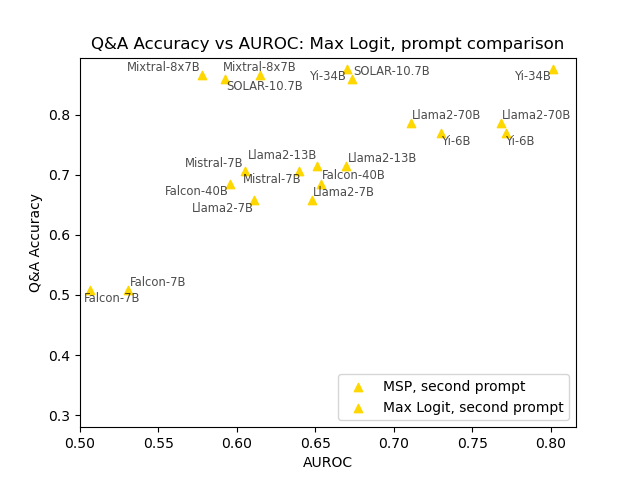 Q&A Accuracy vs AUROC: Max Logit, prompt comparison
Mixtral-8x7B
Mixtral-8x7B
SOLAR-10.7B
Yi-34B
SOLAR-10.7B
Yi-34B
Llama2-70B
Llama2-70B
Yi-6B
Yi-6B
Mistral-7B
Llama2-13B
Llama2-13B
Mistral-7B
Falcon-40B
Falcon-40B
Llama2-7B
Llama2-7B
Falcon-7B
Falcon-7B
0.8
0.7
0.6
0.5
0.4
0.3
Q&A Accuracy
MSP, second prompt
Max Logit, second prompt
0.50
0.55
0.60
0.65
0.70
0.75
0.80
AUROC